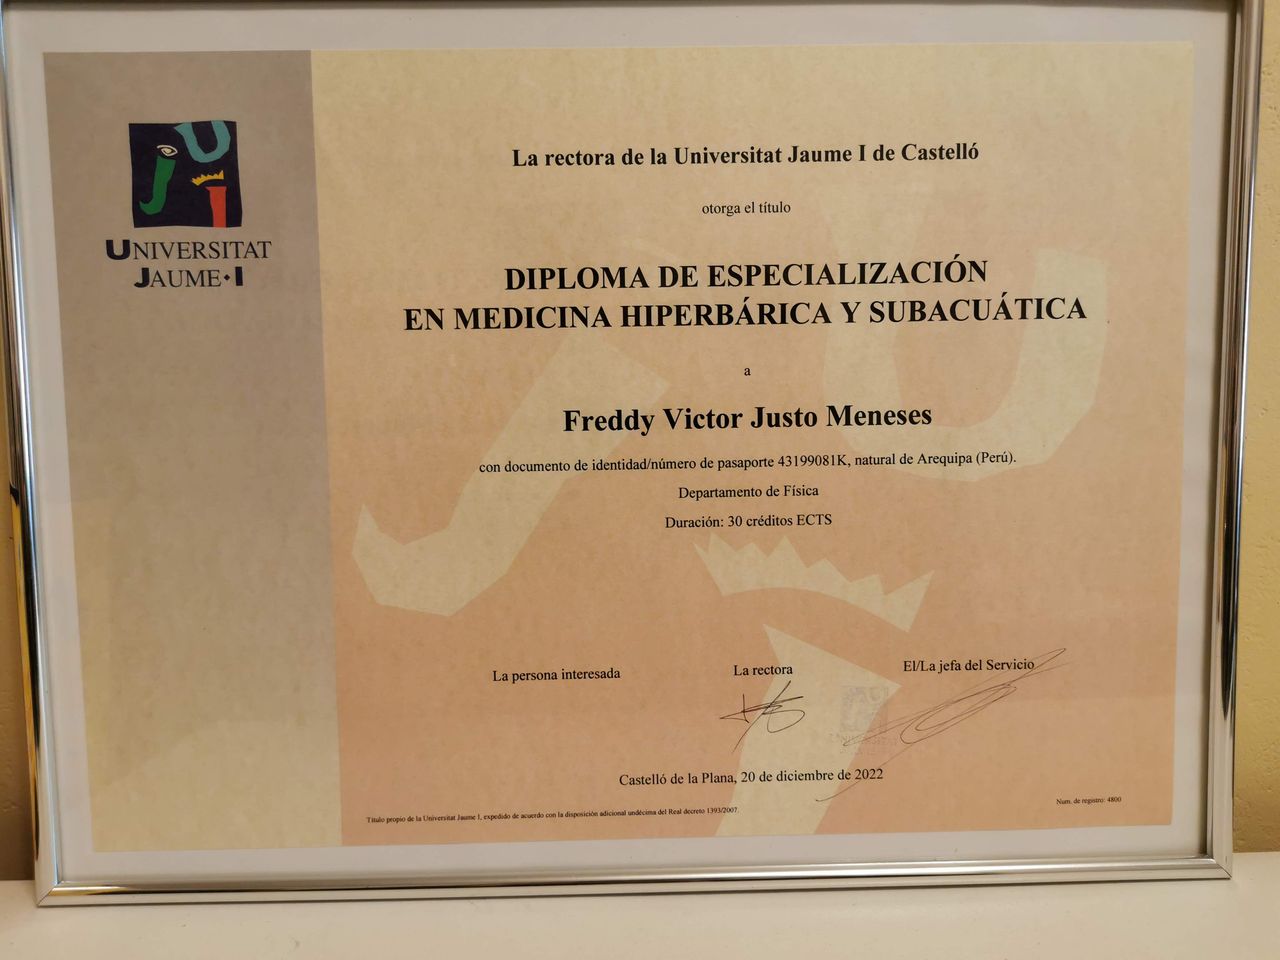 UNIVERSITAT
JAUME·I
La rectora de la Universitat Jaume I de Castelló
otorga el título
DIPLOMA DE ESPECIALIZACIÓN
EN MEDICINA HIPERBÁRICA Y SUBACUÁTICA
a
Freddy Victor Justo Meneses
con documento de identidad/número de pasaporte 43199081K, natural de Arequipa (Perú).
Departamento de Física
Duración: 30 créditos ECTS
La persona interesada
La rectora
El/La jefa del Servicio
Castelló de la Plana, 20 de diciembre de 2022
Título propio de la Universitat Jaume I, expedido de acuerdo con la disposición adicional undécima del Real decreto 1393/2007.
Num. de registro: 4800